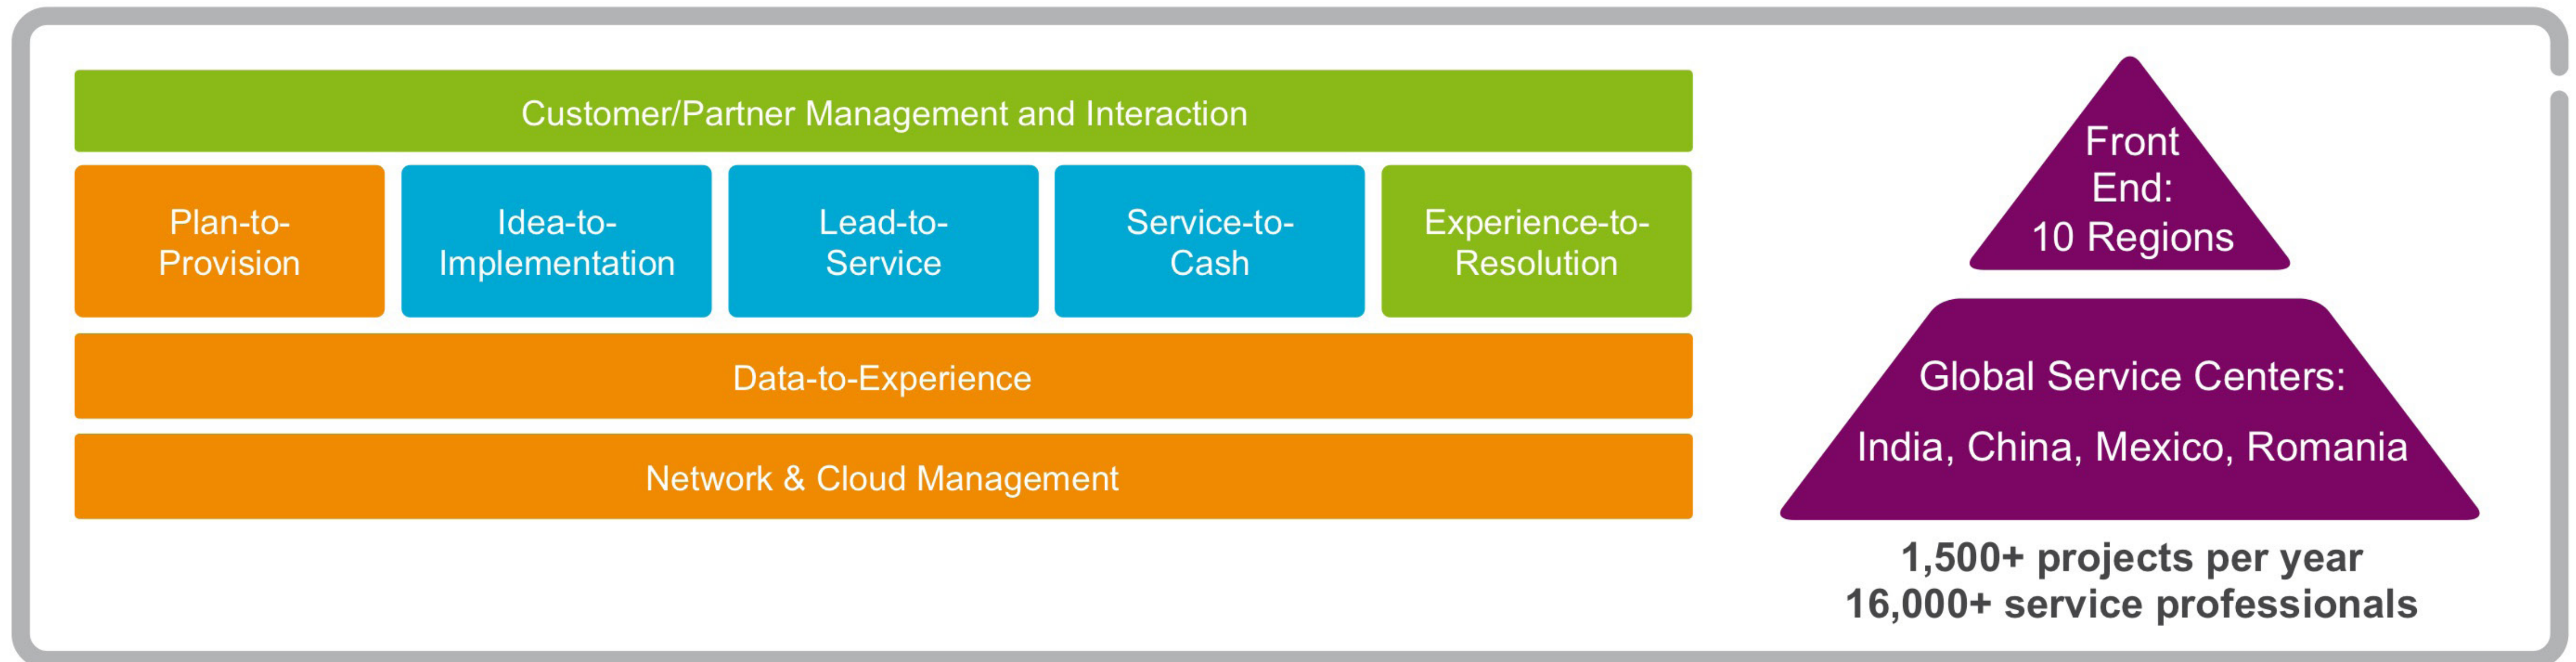 Customer/Partner Management and Interaction
Plan-to-
Provision
Idea-to-
Implementation
Lead-to-
Service
Service-to-
Cash
Experience-to-
Resolution
Data-to-Experience
Network & Cloud Management
Front
End:
10 Regions
Global Service Centers:
India, China, Mexico, Romania
1,500+ projects per year
16,000+ service professionals